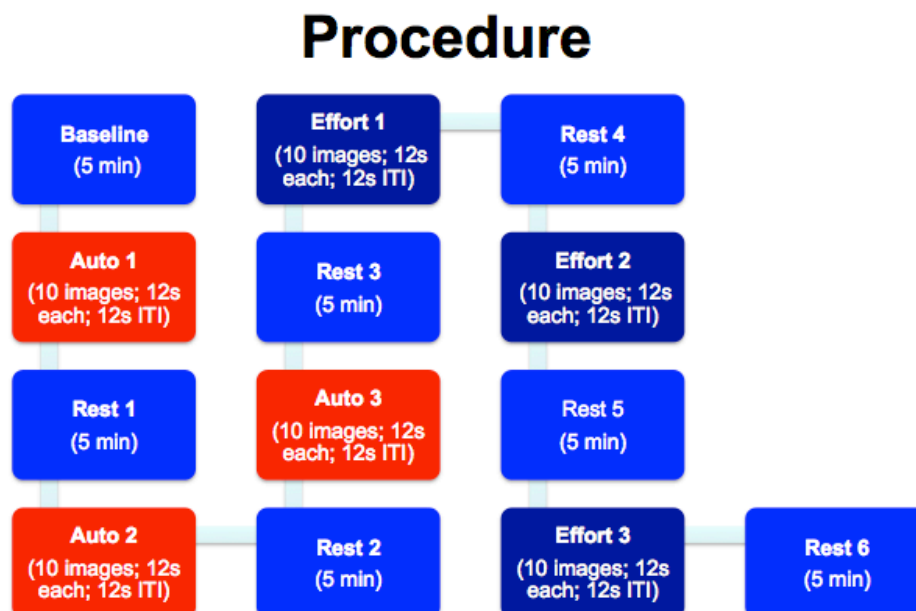 Procedure
Baseline
(5 min)
Auto 1
(10 images; 12s
each; 12s ITI)
Rest 1
(5 min)
Auto 2
(10 images; 12s
each; 12s ITI)
Rest 2
(5 min)
Auto 3
(10 images; 12s
each; 12s ITI)
Rest 3
(5 min)
Effort 1
(10 images; 12s
each; 12s ITI)
Rest 4
(5 min)
Effort 2
(10 images; 12s
each; 12s ITI)
Rest 5
(5 min)
Effort 3
(10 images; 12s
each; 12s ITI)
Rest 6
(5 min)